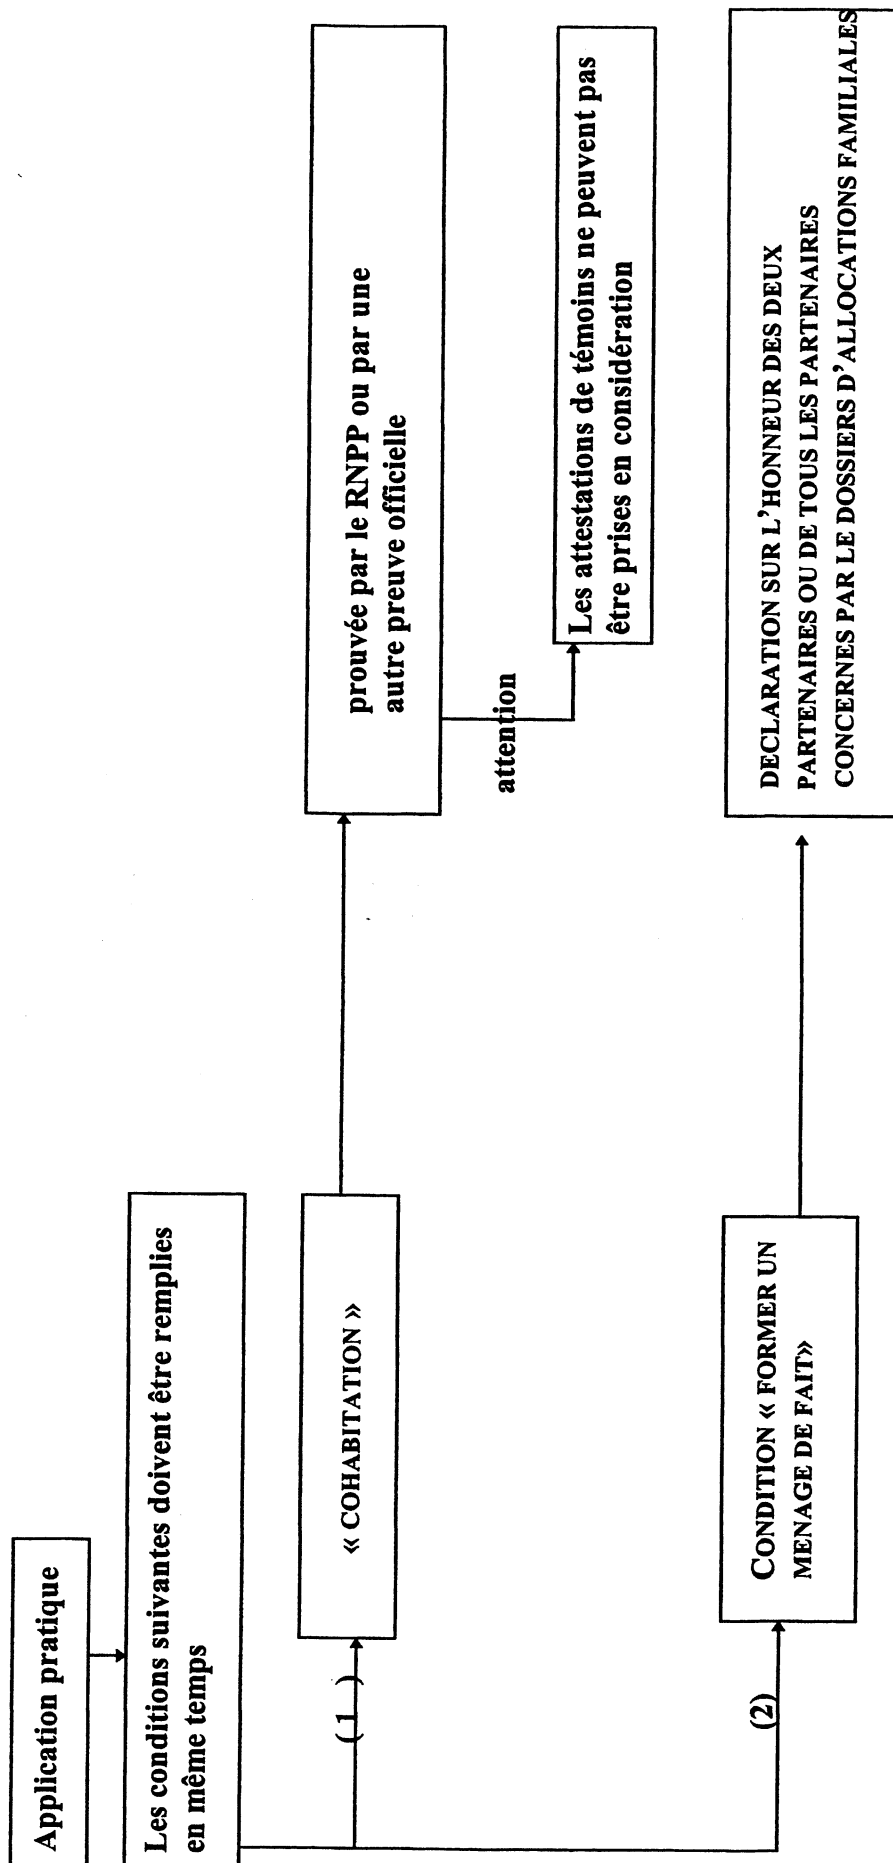 Application pratique
Les conditions suivantes doivent être remplies
en même temps
(1)
« COHABITATION »
prouvée par le RNPP ou par une
autre preuve officielle
attention
Les attestations de témoins ne peuvent pas
être prises en considération
(2)
CONDITION « FORMER UN
MENAGE DE FAIT»
DECLARATION SUR L'HONNEUR DES DEUX
PARTENAIRES OU DE TOUS LES PARTENAIRES
CONCERNES PAR LE DOSSIERS D'ALLOCATIONS FAMILIALES